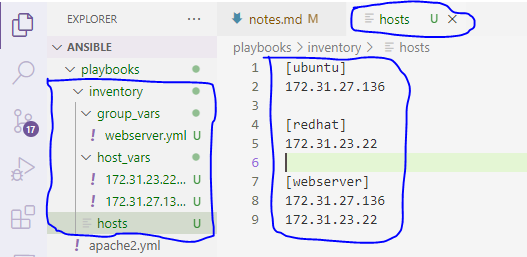 EXPLORER
ANSIBLE
playbooks
inventory
group_vars
webserver.yml U
host_vars
172.31.23.22... U
172.31.27.13... U
hosts U
apache2.yml
17
notes.md M
hosts U
playbooks > inventory > hosts
1 [ubuntu]
2 172.31.27.136
3
4 [redhat]
5 172.31.23.22
6
7 [webserver]
8 172.31.27.136
9 172.31.23.22